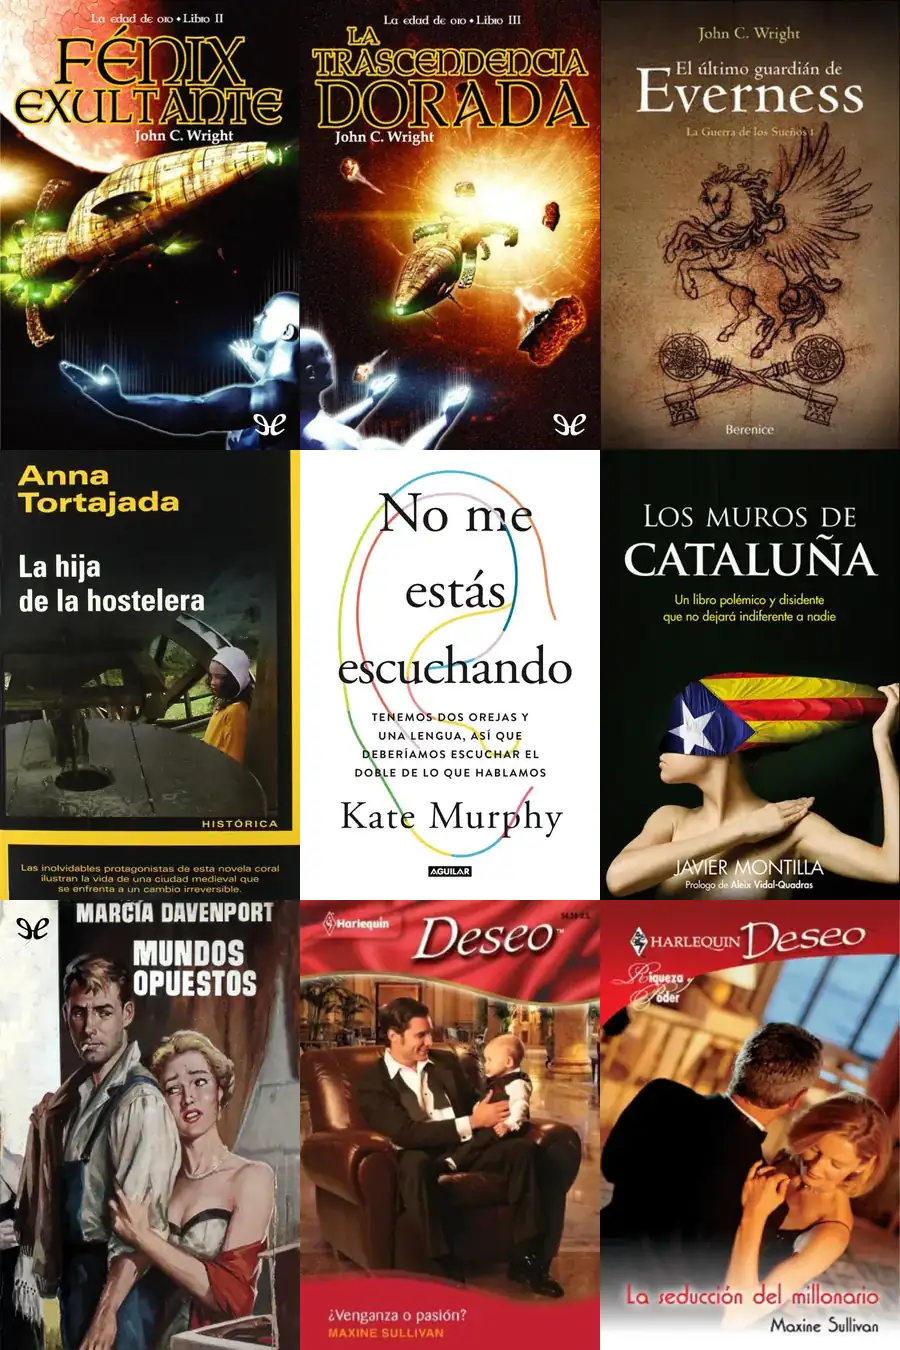 La edad de oro • Libro II
FÉNIX
EXULTANTE
John C. Wright
La edad de oro • Libro III
LA
TRASCENDENCIA
DORADA
John C. Wright
John C. Wright
El último guardián de
Everness
La Guerra de los Sueños I
Berenice
Anna
Tortajada
La hija
de la hostelera
HISTÓRICA
Las inolvidables protagonistas de esta novela coral
ilustran la vida de una ciudad medieval que
se enfrenta a un cambio irreversible.
No me
estás
escuchando
TENEMOS DOS OREJAS Y
UNA LENGUA, ASÍ QUE
DEBERÍAMOS ESCUCHAR EL
DOBLE DE LO QUE HABLAMOS
Kate Murphy
AGUILAR
LOS MUROS DE
CATALUÑA
Un libro polémico y disidente
que no dejará indiferente a nadie
JAVIER MONTILLA
Prologo de Aleix Vidal-Quadras
MARCIA DAVENPORT
MUNDOS
OPUESTOS
Harlequin
Deseo™
¿Venganza o pasión?
MAXINE SULLIVAN
HARLEQUIN Deseo
Riqueza y
Poder
La seducción del millonario
Maxine Sullivan